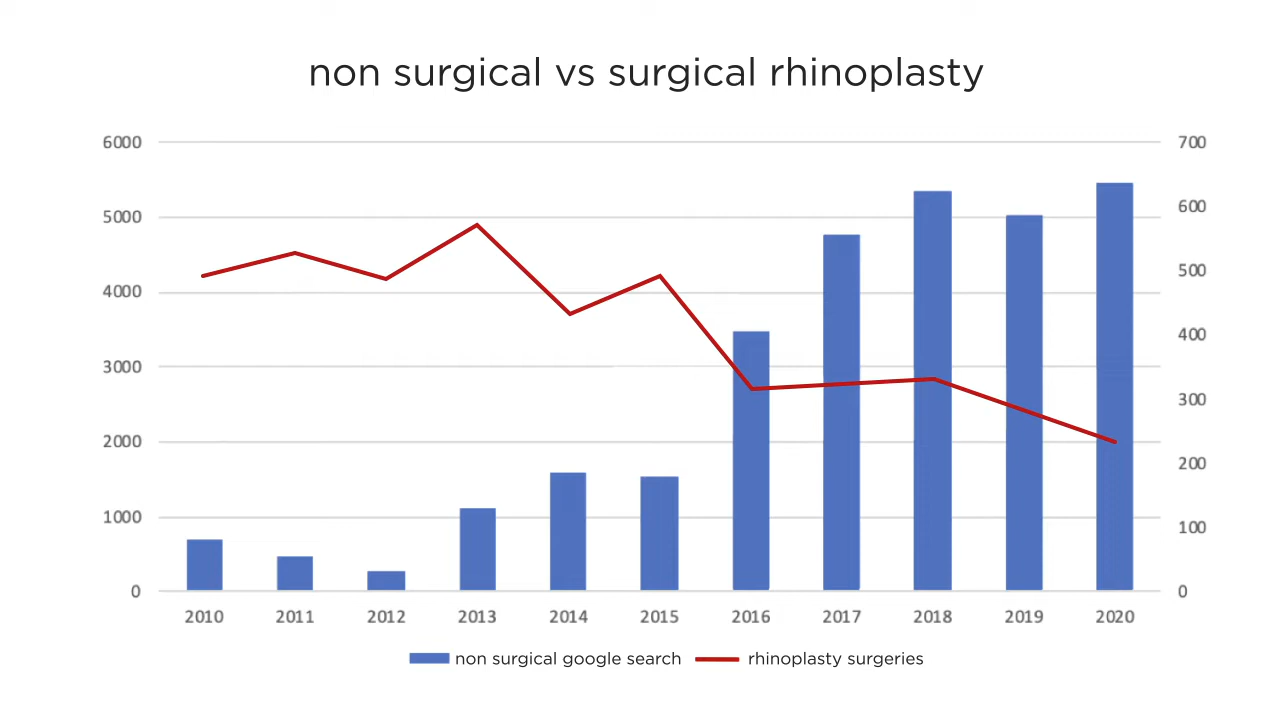 non surgical vs surgical rhinoplasty
6000 700
5000 600
4000 500
3000 400
2000 300
1000 200
0 100
0
2010 2011 2012 2013 2014 2015 2016 2017 2018 2019 2020
non surgical google search rhinoplasty surgeries